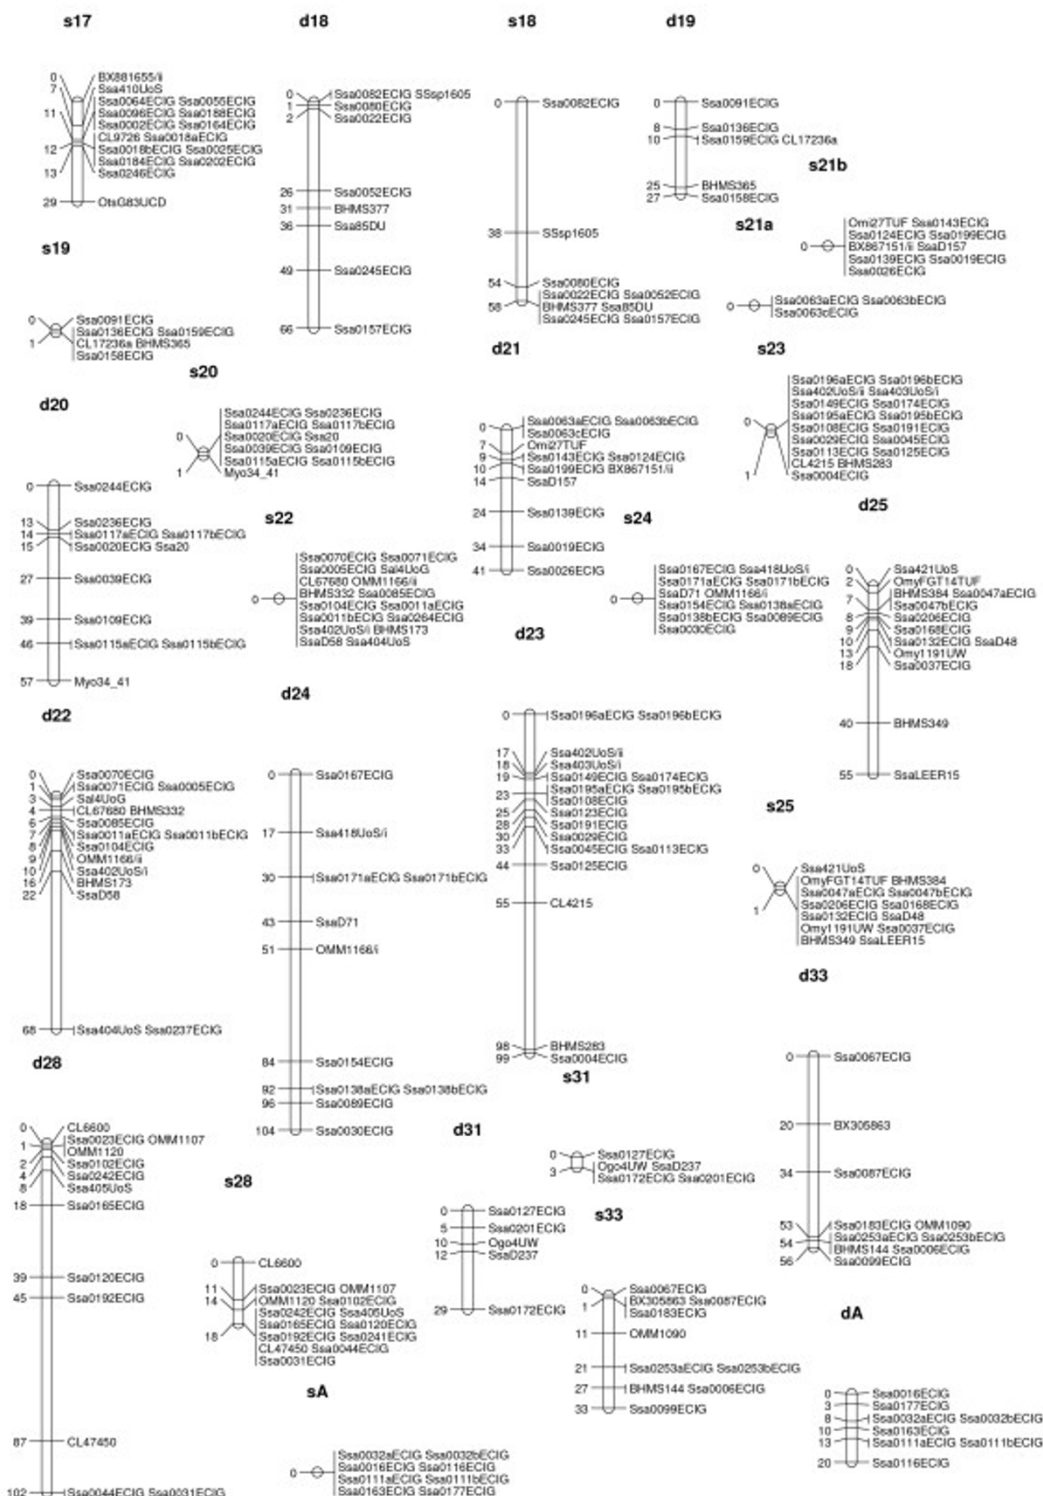 s17
0 BX881655/ii
7 Ssa410UoS
Ssa0064ECIG Ssa0055ECIG
11 Ssa0096ECIG Ssa0188ECIG
Ssa0002ECIG Ssa0164ECIG
CL9726 Ssa0018aECIG
12 Ssa0018bECIG Ssa0025ECIG
Ssa0184ECIG Ssa0202ECIG
13 Ssa0246ECIG
29 OtsG83UCD
d18
0 Ssa0082ECIG SSsp1605
1 Ssa0080ECIG
2 Ssa0022ECIG
26 Ssa0052ECIG
31 BHMS377
36 Ssa85DU
49 Ssa0245ECIG
66 Ssa0157ECIG
s18
0 Ssa0082ECIG
38 SSsp1605
54 Ssa0080ECIG
Ssa0022ECIG Ssa0052ECIG
58 BHMS377 Ssa85DU
Ssa0245ECIG Ssa0157ECIG
d19
0 Ssa0091ECIG
8 Ssa0136ECIG
10 Ssa0159ECIG CL17236a
25 BHMS365
27 Ssa0158ECIG
s21b
Omi27TUF Ssa0143ECIG
Ssa0124ECIG Ssa0199ECIG
0 BX867151/ii SsaD157
Ssa0139ECIG Ssa0019ECIG
Ssa0026ECIG
s19
0 Ssa0091ECIG
Ssa0136ECIG Ssa0159ECIG
1 CL17236a BHMS365
Ssa0158ECIG
s21a
0 Ssa0063aECIG Ssa0063bECIG
Ssa0063cECIG
s20
Ssa0244ECIG Ssa0236ECIG
Ssa0117aECIG Ssa0117bECIG
0 Ssa0020ECIG Ssa20
Ssa0039ECIG Ssa0109ECIG
Ssa0115aECIG Ssa0115bECIG
1 Myo34_41
d21
0 Ssa0063aECIG Ssa0063bECIG
Ssa0063cECIG
7 Omi27TUF
9 Ssa0143ECIG Ssa0124ECIG
10 Ssa0199ECIG BX867151/ii
14 SsaD157
24 Ssa0139ECIG
34 Ssa0019ECIG
41 Ssa0026ECIG
s23
Ssa0196aECIG Ssa0196bECIG
Ssa402UoS/ii Ssa403UoS/i
Ssa0149ECIG Ssa0174ECIG
Ssa0195aECIG Ssa0195bECIG
0 Ssa0108ECIG Ssa0191ECIG
Ssa0029ECIG Ssa0045ECIG
Ssa0113ECIG Ssa0125ECIG
CL4215 BHMS283
1 Ssa0004ECIG
d20
0 Ssa0244ECIG
13 Ssa0236ECIG
14 Ssa0117aECIG Ssa0117bECIG
15 Ssa0020ECIG Ssa20
27 Ssa0039ECIG
39 Ssa0109ECIG
46 Ssa0115aECIG Ssa0115bECIG
57 Myo34_41
s22
Ssa0070ECIG Ssa0071ECIG
Ssa0005ECIG Sal4UoG
CL67680 OMM1166/ii
0 BHMS332 Ssa0085ECIG
Ssa0104ECIG Ssa0011aECIG
Ssa0011bECIG Ssa0264ECIG
Ssa402UoS/i BHMS173
SsaD58 Ssa404UoS
s24
Ssa0167ECIG Ssa418UoS/i
Ssa0171aECIG Ssa0171bECIG
0 SsaD71 OMM1166/i
Ssa0154ECIG Ssa0138aECIG
Ssa0138bECIG Ssa0089ECIG
Ssa0030ECIG
d25
0 Ssa421UoS
2 OmyFGT14TUF
7 BHMS384 Ssa0047aECIG
Ssa0047bECIG
8 Ssa0206ECIG
9 Ssa0168ECIG
10 Ssa0132ECIG SsaD48
13 Omy1191UW
18 Ssa0037ECIG
40 BHMS349
55 SsaLEER15
d22
0 Ssa0070ECIG
1 Ssa0071ECIG Ssa0005ECIG
3 Sal4UoG
4 CL67680 BHMS332
6 Ssa0085ECIG
7 Ssa0011aECIG Ssa0011bECIG
8 Ssa0104ECIG
9 OMM1166/ii
10 Ssa402UoS/i
16 BHMS173
22 SsaD58
68 Ssa404UoS Ssa0237ECIG
d24
0 Ssa0167ECIG
17 Ssa418UoS/i
30 Ssa0171aECIG Ssa0171bECIG
43 SsaD71
51 OMM1166/i
84 Ssa0154ECIG
92 Ssa0138aECIG Ssa0138bECIG
96 Ssa0089ECIG
104 Ssa0030ECIG
d23
0 Ssa0196aECIG Ssa0196bECIG
17 Ssa402UoS/ii
18 Ssa403UoS/i
19 Ssa0149ECIG Ssa0174ECIG
23 Ssa0195aECIG Ssa0195bECIG
Ssa0108ECIG
25 Ssa0123ECIG
28 Ssa0191ECIG
30 Ssa0029ECIG
33 Ssa0045ECIG Ssa0113ECIG
44 Ssa0125ECIG
55 CL4215
98 BHMS283
99 Ssa0004ECIG
s25
0 Ssa421UoS
OmyFGT14TUF BHMS384
Ssa0047aECIG Ssa0047bECIG
Ssa0206ECIG Ssa0168ECIG
1 Ssa0132ECIG SsaD48
Omy1191UW Ssa0037ECIG
BHMS349 SsaLEER15
d28
0 CL6600
Ssa0023ECIG OMM1107
1 OMM1120
2 Ssa0102ECIG
4 Ssa0242ECIG
8 Ssa405UoS
18 Ssa0165ECIG
39 Ssa0120ECIG
45 Ssa0192ECIG
87 CL47450
102 Ssa0044ECIG Ssa0031ECIG
s28
0 CL6600
11 Ssa0023ECIG OMM1107
14 OMM1120 Ssa0102ECIG
Ssa0242ECIG Ssa405UoS
Ssa0165ECIG Ssa0120ECIG
18 Ssa0192ECIG Ssa0241ECIG
CL47450 Ssa0044ECIG
Ssa0031ECIG
s31
0 Ssa0127ECIG
Ogo4UW SsaD237
3 Ssa0172ECIG Ssa0201ECIG
d31
0 Ssa0127ECIG
5 Ssa0201ECIG
10 Ogo4UW
12 SsaD237
29 Ssa0172ECIG
d33
0 Ssa0067ECIG
20 BX305863
34 Ssa0087ECIG
53 Ssa0183ECIG OMM1090
Ssa0253aECIG Ssa0253bECIG
54 BHMS144 Ssa0006ECIG
56 Ssa0099ECIG
s33
0 Ssa0067ECIG
1 BX305863 Ssa0087ECIG
Ssa0183ECIG
11 OMM1090
21 Ssa0253aECIG Ssa0253bECIG
27 BHMS144 Ssa0006ECIG
33 Ssa0099ECIG
sA
Ssa0032aECIG Ssa0032bECIG
Ssa0016ECIG Ssa0116ECIG
0 Ssa0111aECIG Ssa0111bECIG
Ssa0163ECIG Ssa0177ECIG
dA
0 Ssa0016ECIG
3 Ssa0177ECIG
8 Ssa0032aECIG Ssa0032bECIG
10 Ssa0163ECIG
13 Ssa0111aECIG Ssa0111bECIG
20 Ssa0116ECIG